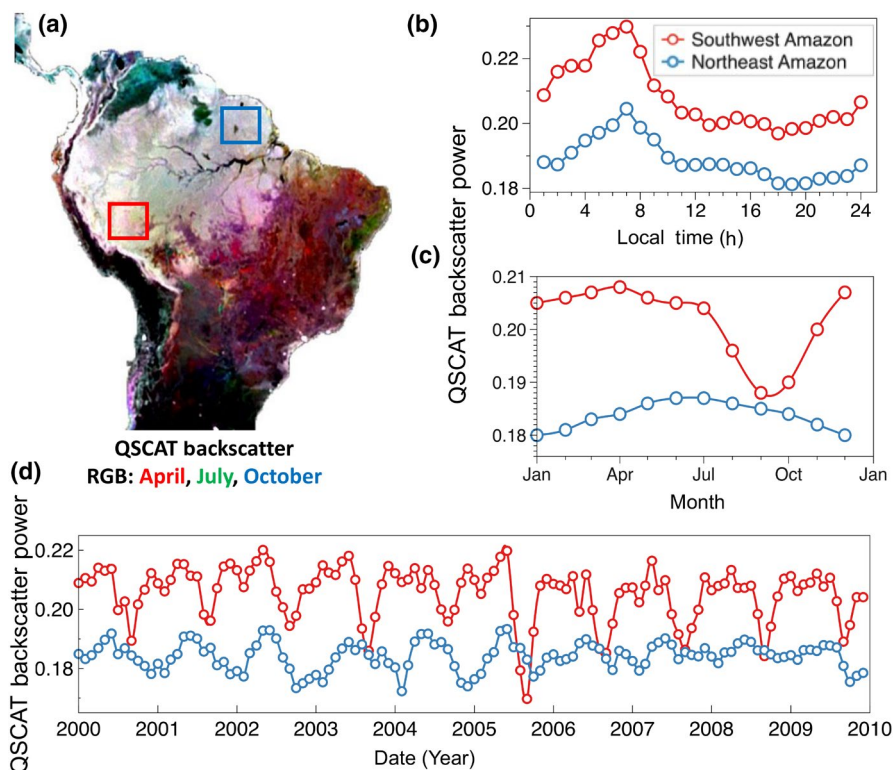 (a)
QSCAT backscatter
RGB: April, July, October
(b)
Southwest Amazon
Northeast Amazon
0.22
0.20
0.18
0 4 8 12 16 20 24
Local time (h)
QSCAT backscatter power
(c)
0.21
0.20
0.19
0.18
Jan Apr Jul Oct Jan
Month
(d)
QSCAT backscatter power
0.22
0.20
0.18
2000 2001 2002 2003 2004 2005 2006 2007 2008 2009 2010
Date (Year)